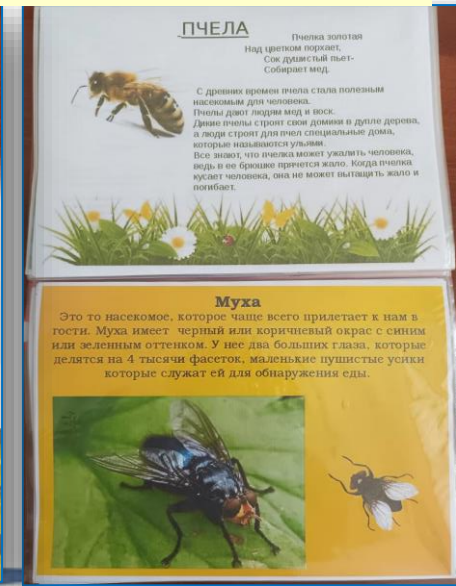 ПЧЕЛА
Пчелка золотая
Над цветком порхает,
Сок душистый пьет-
Собирает мед.
С древних времен пчела стала полезным
насекомым для человека.
Пчелы дают людям мед и воск.
Дикие пчелы строят свои домики в дупле дерева,
а люди строят для пчел специальные дома,
которые называются ульями.
Все знают, что пчелка может ужалить человека,
ведь в ее брюшке прячется жало. Когда пчелка
кусает человека, она не может вытащить жало и
погибает.
Муха
Это то насекомое, которое чаще всего прилетает к нам в
гости. Муха имеет черный или коричневый окрас с синим
или зеленным оттенком. У нее два больших глаза, которые
делятся на 4 тысячи фасеток, маленькие пушистые усики
которые служат ей для обнаружения еды.